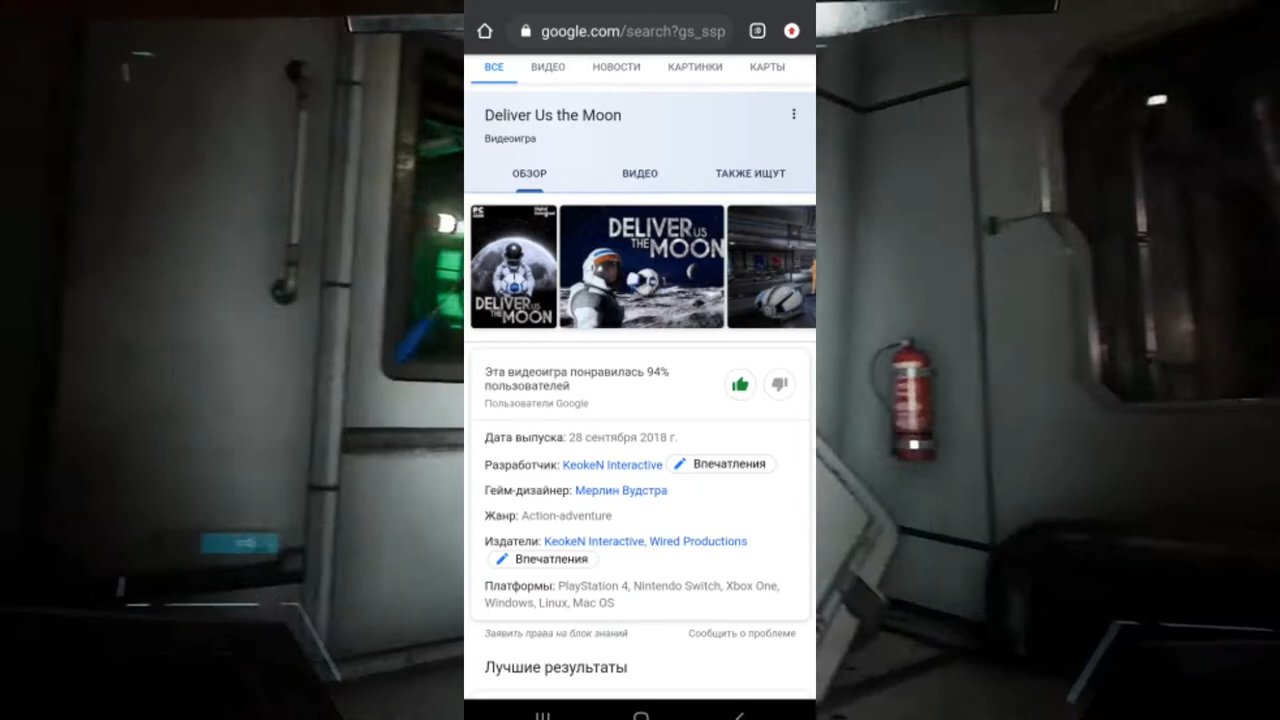 google.com/search?gs_ssp
ВСЕ ВИДЕО НОВОСТИ КАРТИНКИ КАРТЫ
Deliver Us the Moon
Видеоигра
ОБЗОР ВИДЕО ТАКЖЕ ИЩУТ
PC
DELIVER US
THE MOON
DELIVER US
THE MOON
Эта видеоигра понравилась 94%
пользователей
Пользователи Google
Дата выпуска: 28 сентября 2018 г.
Разработчик: KeokeN Interactive Впечатления
Гейм-дизайнер: Мерлин Вудстра
Жанр: Action-adventure
Издатели: KeokeN Interactive, Wired Productions
Впечатления
Платформы: PlayStation 4, Nintendo Switch, Xbox One,
Windows, Linux, Mac OS
Заявить права на блок знаний Сообщить о проблеме
Лучшие результаты